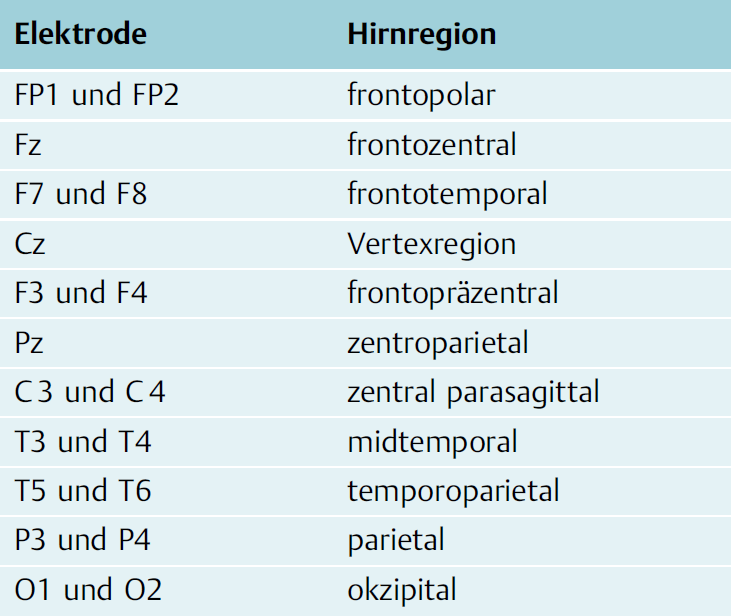 Elektrode Hirnregion
FP1 und FP2 frontopolar
Fz frontozentral
F7 und F8 frontotemporal
Cz Vertexregion
F3 und F4 frontopräzentral
Pz zentroparietal
C 3 und C 4 zentral parasagittal
T3 und T4 midtemporal
T5 und T6 temporoparietal
P3 und P4 parietal
O1 und O2 okzipital